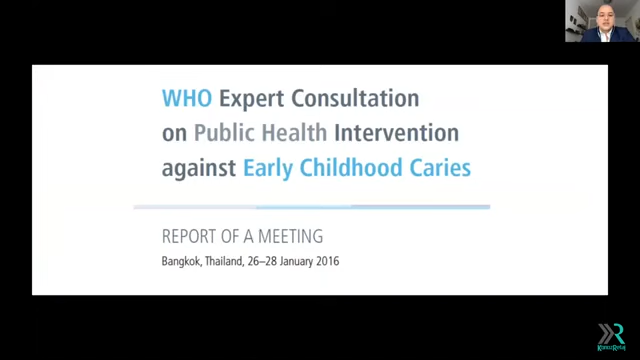 WHO Expert Consultation
on Public Health Intervention
against Early Childhood Caries
REPORT OF A MEETING
Bangkok, Thailand, 26–28 January 2016